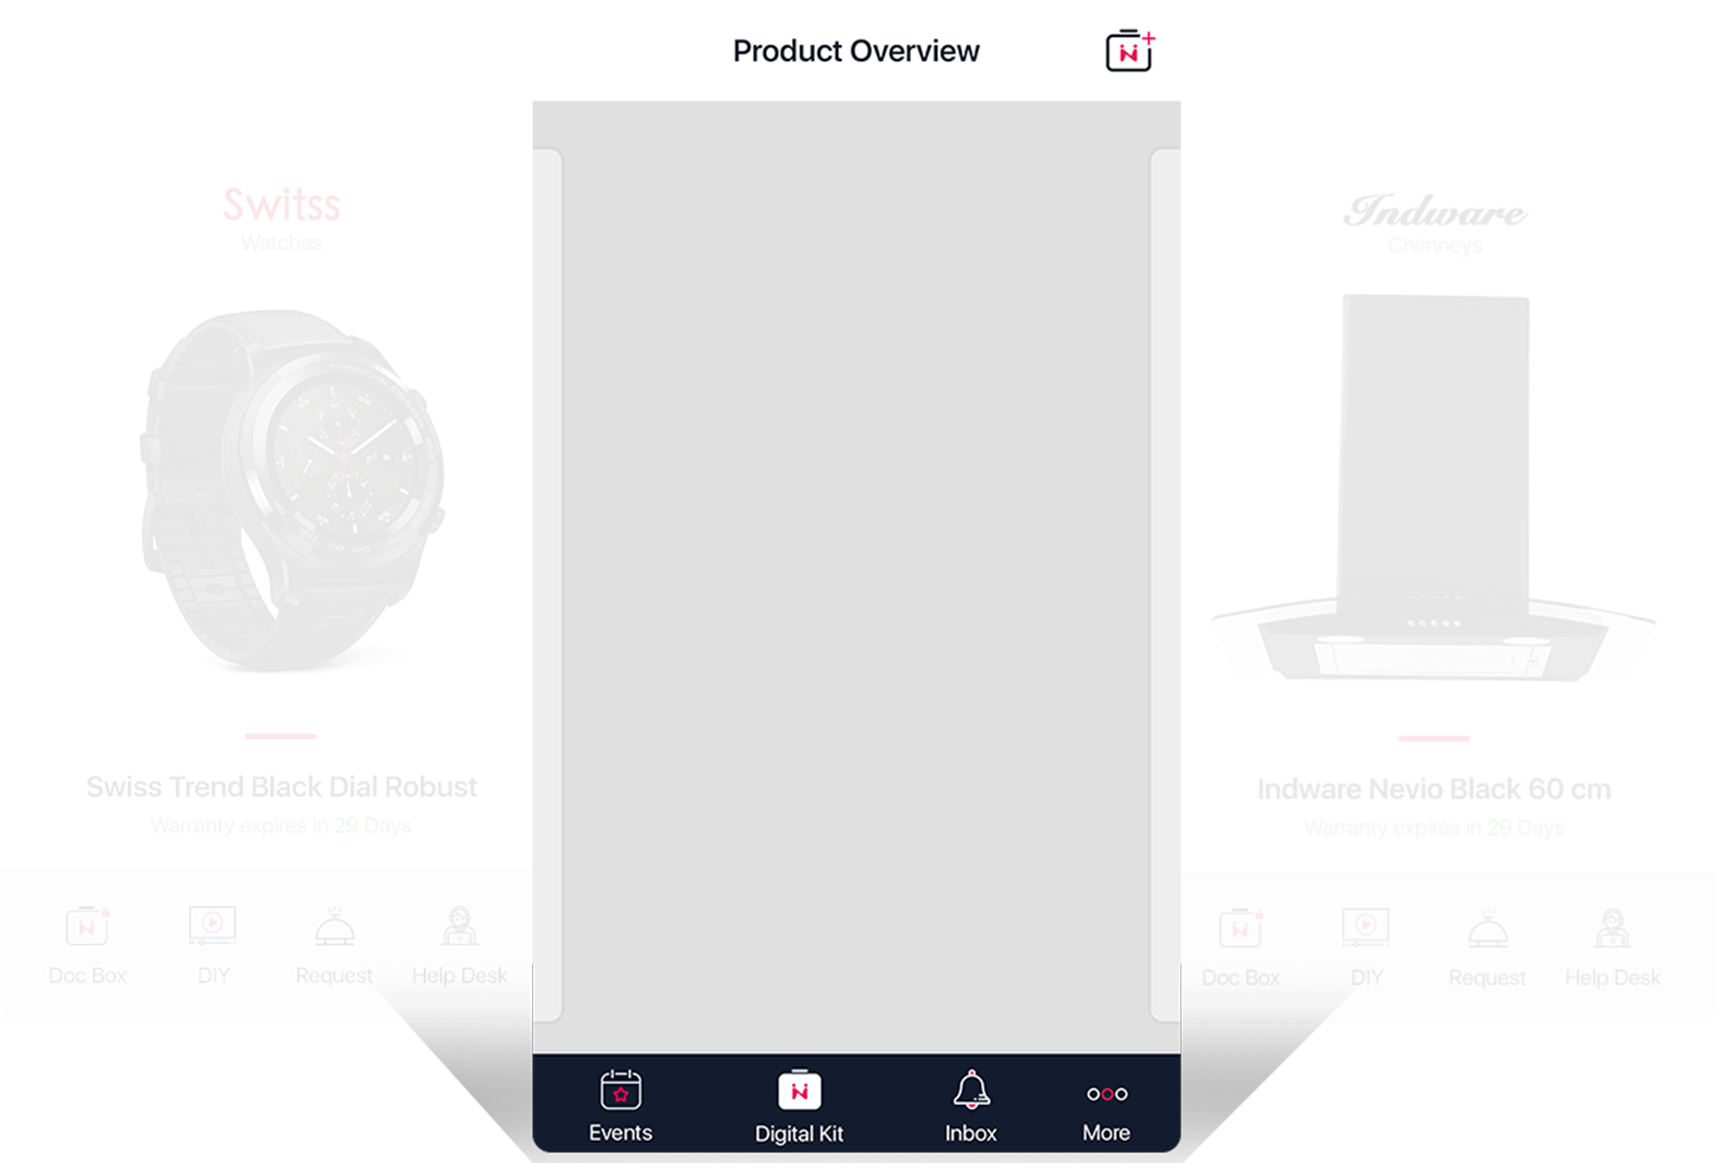 Product Overview
Switss
Watches
Swiss Trend Black Dial Robust
Warranty expires in 29 Days
Doc Box
DIY
Request
Help Desk
Indware
Chimneys
Indware Nevio Black 60 cm
Warranty expires in 29 Days
Doc Box
DIY
Request
Help Desk
Events
Digital Kit
Inbox
More